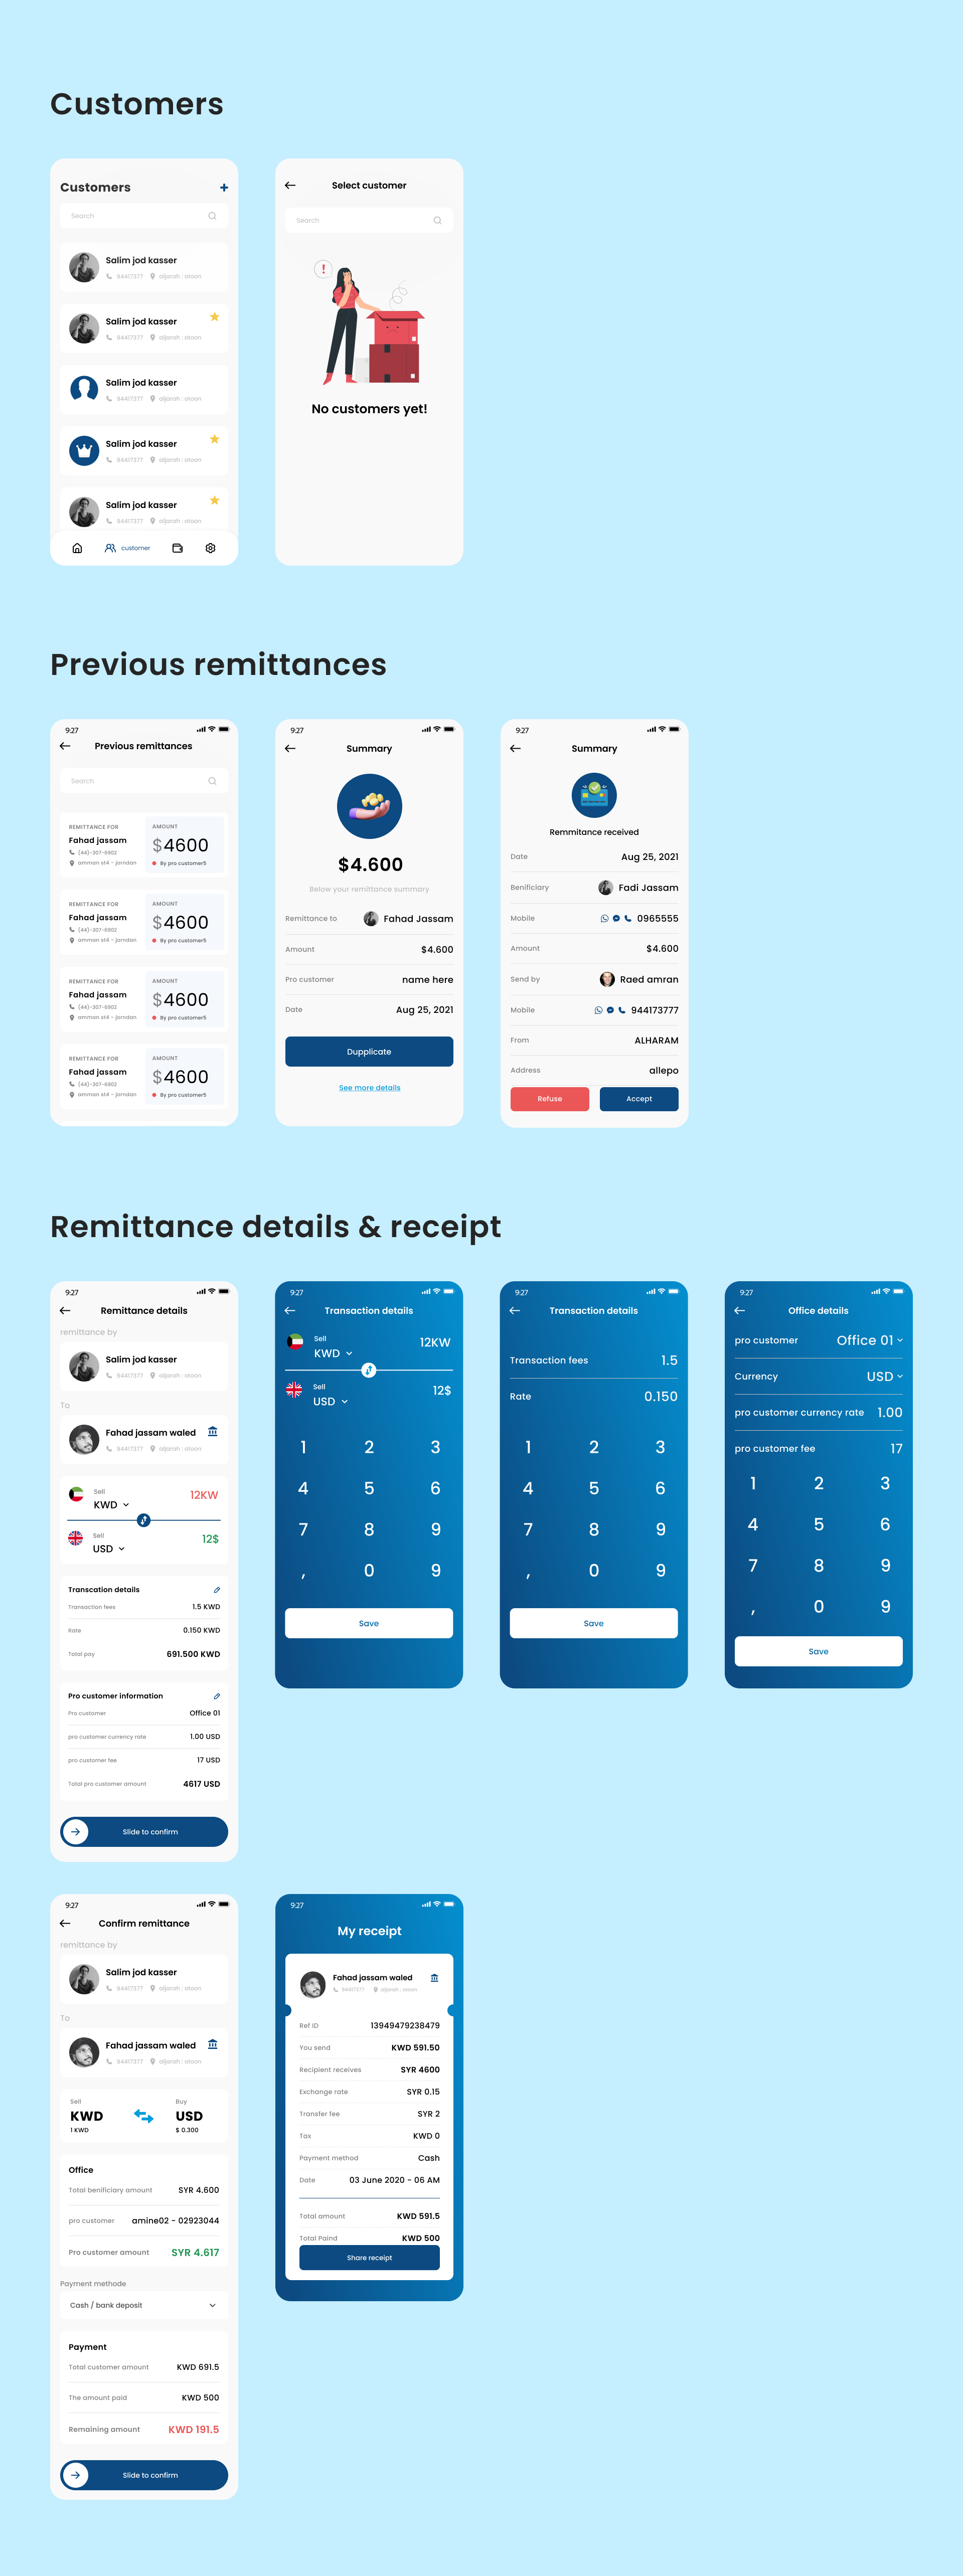 Customers
Customers
Search
Salim jod kasser
94417377 aljarah : otoon
Salim jod kasser
94417377 aljarah : otoon
Salim jod kasser
94417377 aljarah : otoon
Salim jod kasser
94417377 aljarah : otoon
Salim jod kasser
94417377 aljarah : otoon
customer
Select customer
Search
!
No customers yet!
Previous remittances
9:27
Previous remittances
Search
REMITTANCE FOR
Fahad jassam
(44)-307-6902
amman st4 - jorndan
AMOUNT
$4600
By pro customer5
REMITTANCE FOR
Fahad jassam
(44)-307-6902
amman st4 - jorndan
AMOUNT
$4600
By pro customer5
REMITTANCE FOR
Fahad jassam
(44)-307-6902
amman st4 - jorndan
AMOUNT
$4600
By pro customer5
REMITTANCE FOR
Fahad jassam
(44)-307-6902
amman st4 - jorndan
AMOUNT
$4600
By pro customer5
9:27
Summary
$4.600
Below your remittance summary
Remittance to Fahad Jassam
Amount $4.600
Pro customer name here
Date Aug 25, 2021
Dupplicate
See more details
9:27
Summary
Remmitance received
Date Aug 25, 2021
Benificiary Fadi Jassam
Mobile 0965555
Amount $4.600
Send by Raed amran
Mobile 944173777
From ALHARAM
Address allepo
Refuse Accept
Remittance details & receipt
9:27
Remittance details
remittance by
Salim jod kasser
94417377 aljarah : otoon
To
Fahad jassam waled
94417377 aljarah : otoon
Sell
KWD 12KW
Sell
USD 12$
Transcation details
Transaction fees 1.5 KWD
Rate 0.150 KWD
Total pay 691.500 KWD
Pro customer information
Pro customer Office 01
pro customer currency rate 1.00 USD
pro customer fee 17 USD
Total pro customer amount 4617 USD
Slide to confirm
9:27
Transaction details
Sell
KWD 12KW
Sell
USD 12$
1 2 3
4 5 6
7 8 9
, 0 9
Save
9:27
Transaction details
Transaction fees 1.5
Rate 0.150
1 2 3
4 5 6
7 8 9
, 0 9
Save
9:27
Office details
pro customer Office 01
Currency USD
pro customer currency rate 1.00
pro customer fee 17
1 2 3
4 5 6
7 8 9
, 0 9
Save
9:27
Confirm remittance
remittance by
Salim jod kasser
94417377 aljarah : otoon
To
Fahad jassam waled
94417377 aljarah : otoon
Sell Buy
KWD USD
1 KWD $ 0.300
Office
Total benificiary amount SYR 4.600
pro customer amine02 - 02923044
Pro customer amount SYR 4.617
Payment methode
Cash / bank deposit
Payment
Total customer amount KWD 691.5
The amount paid KWD 500
Remaining amount KWD 191.5
Slide to confirm
9:27
My receipt
Fahad jassam waled
94417377 aljarah : otoon
Ref ID 13949479238479
You send KWD 591.50
Recipient receives SYR 4600
Exchange rate SYR 0.15
Transfer fee SYR 2
Tax KWD 0
Payment method Cash
Date 03 June 2020 - 06 AM
Total amount KWD 591.5
Total Paind KWD 500
Share receipt